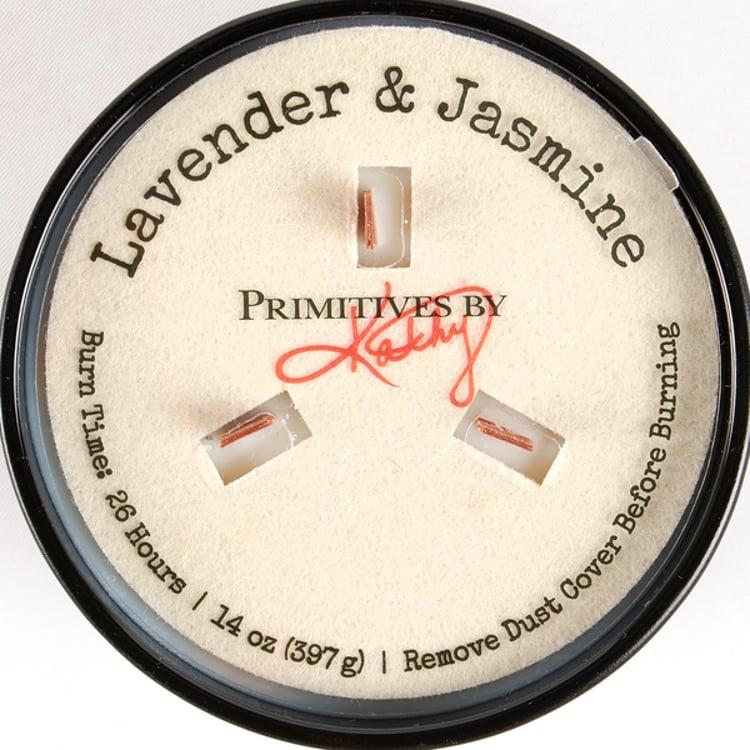 Lavender & Jasmine
PRIMITIVES BY
Kathy
Burn Time: 26 Hours | 14 oz (397 g) | Remove Dust Cover Before Burning